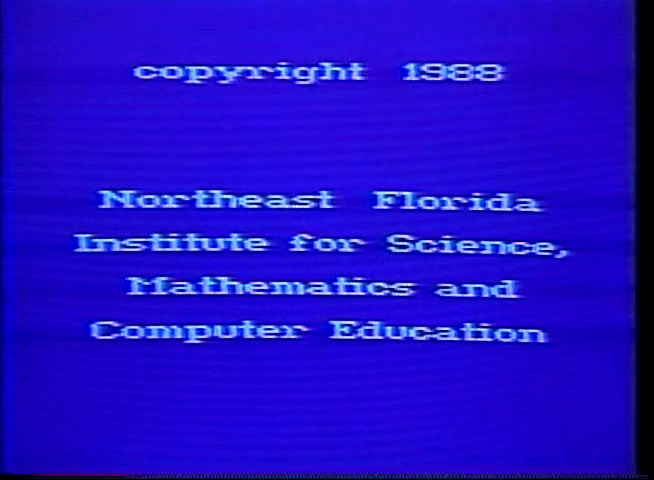 copyright 1988
Northeast Florida
Institute for Science,
Mathematics and
Computer Education